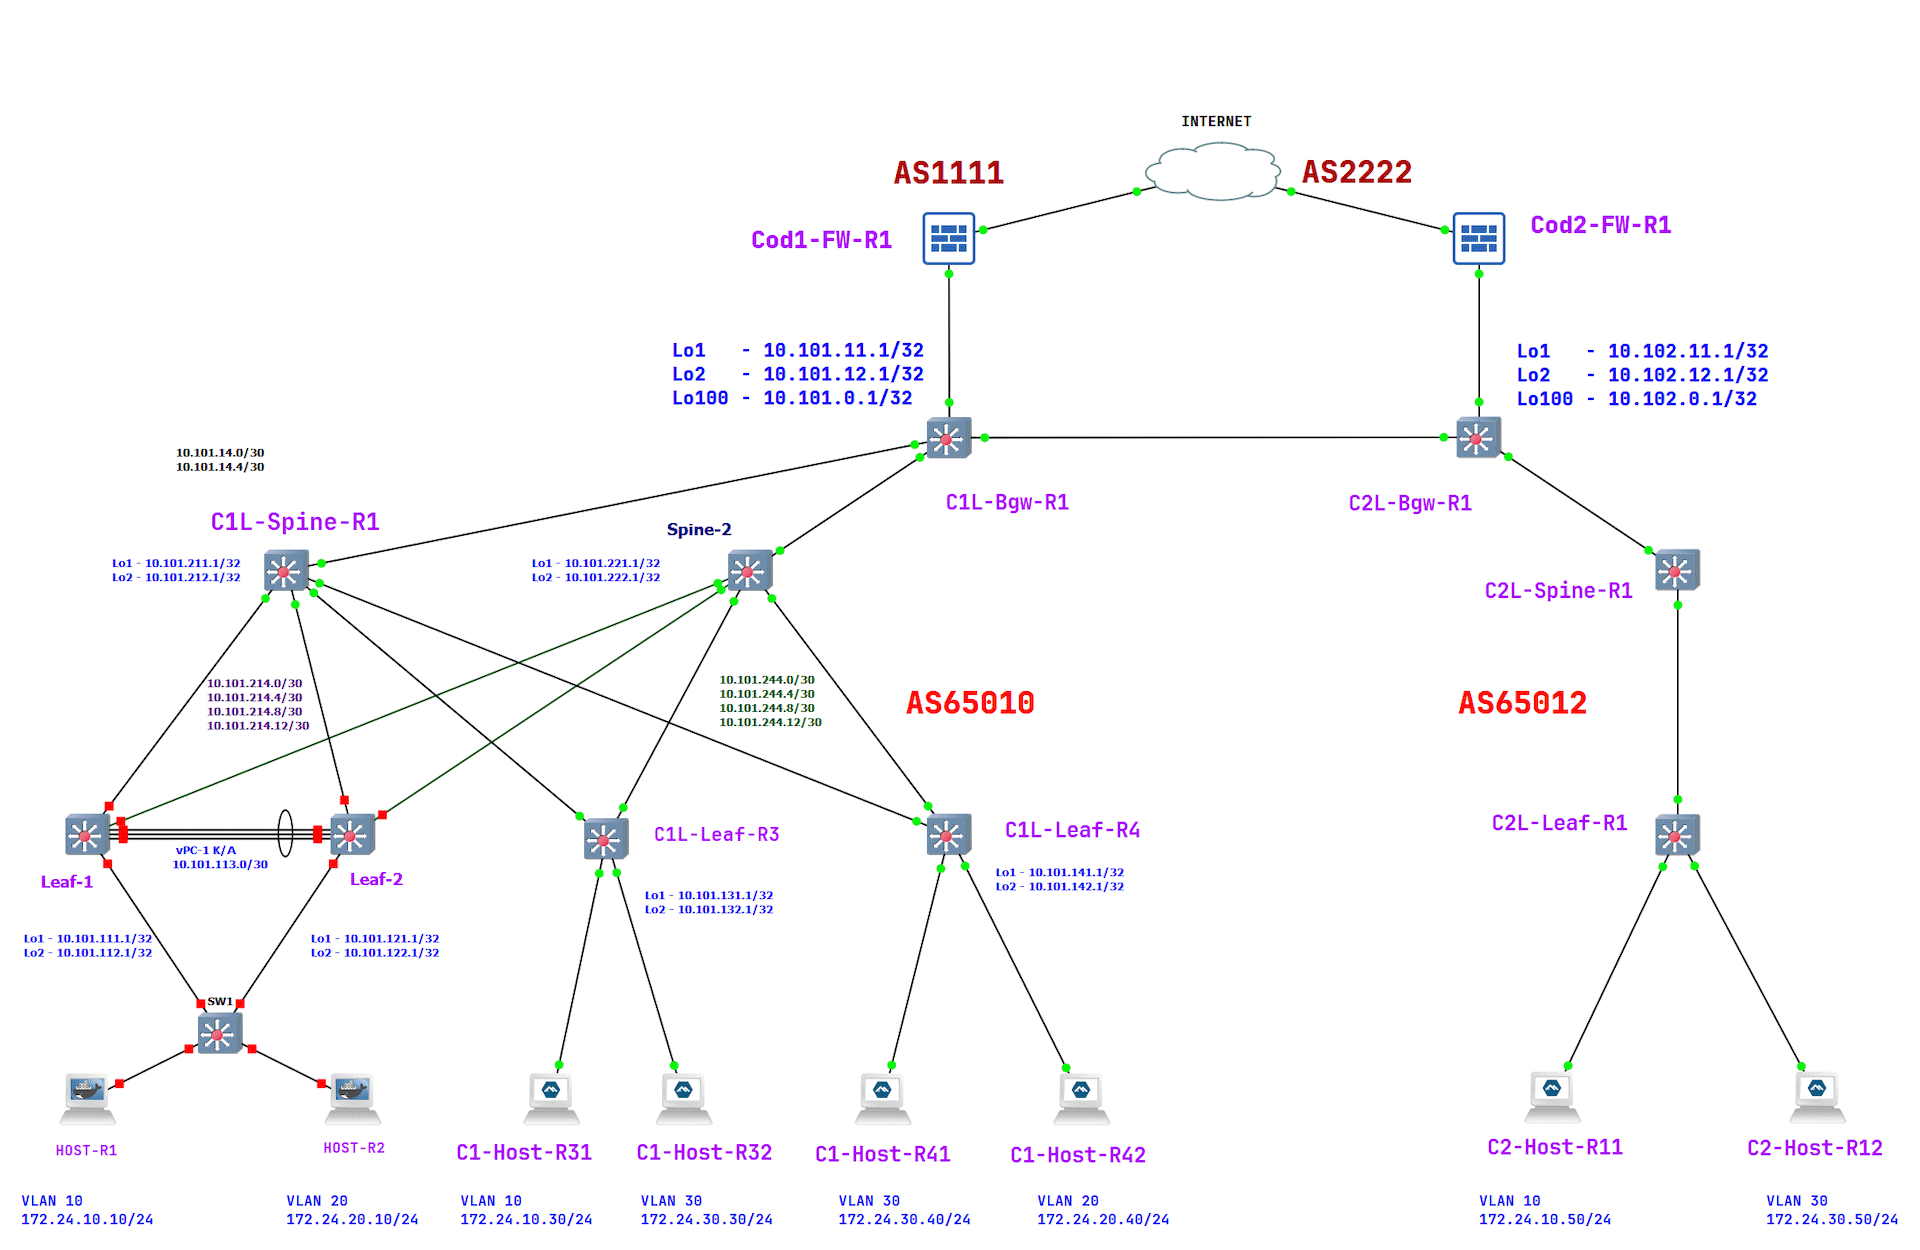 INTERNET
AS1111
AS2222
Cod1-FW-R1
Cod2-FW-R1
Lo1 - 10.101.11.1/32
Lo2 - 10.101.12.1/32
Lo100 - 10.101.0.1/32
Lo1 - 10.102.11.1/32
Lo2 - 10.102.12.1/32
Lo100 - 10.102.0.1/32
10.101.14.0/30
10.101.14.4/30
C1L-Bgw-R1
C2L-Bgw-R1
C1L-Spine-R1
Spine-2
Lo1 - 10.101.211.1/32
Lo2 - 10.101.212.1/32
Lo1 - 10.101.221.1/32
Lo2 - 10.101.222.1/32
C2L-Spine-R1
10.101.214.0/30
10.101.214.4/30
10.101.214.8/30
10.101.214.12/30
10.101.244.0/30
10.101.244.4/30
10.101.244.8/30
10.101.244.12/30
AS65010
AS65012
vPC-1 K/A
10.101.113.0/30
Leaf-1
Leaf-2
C1L-Leaf-R3
C1L-Leaf-R4
C2L-Leaf-R1
Lo1 - 10.101.131.1/32
Lo2 - 10.101.132.1/32
Lo1 - 10.101.141.1/32
Lo2 - 10.101.142.1/32
Lo1 - 10.101.111.1/32
Lo2 - 10.101.112.1/32
Lo1 - 10.101.121.1/32
Lo2 - 10.101.122.1/32
SW1
HOST-R1
HOST-R2
C1-Host-R31
C1-Host-R32
C1-Host-R41
C1-Host-R42
C2-Host-R11
C2-Host-R12
VLAN 10
172.24.10.10/24
VLAN 20
172.24.20.10/24
VLAN 10
172.24.10.30/24
VLAN 30
172.24.30.30/24
VLAN 30
172.24.30.40/24
VLAN 20
172.24.20.40/24
VLAN 10
172.24.10.50/24
VLAN 30
172.24.30.50/24